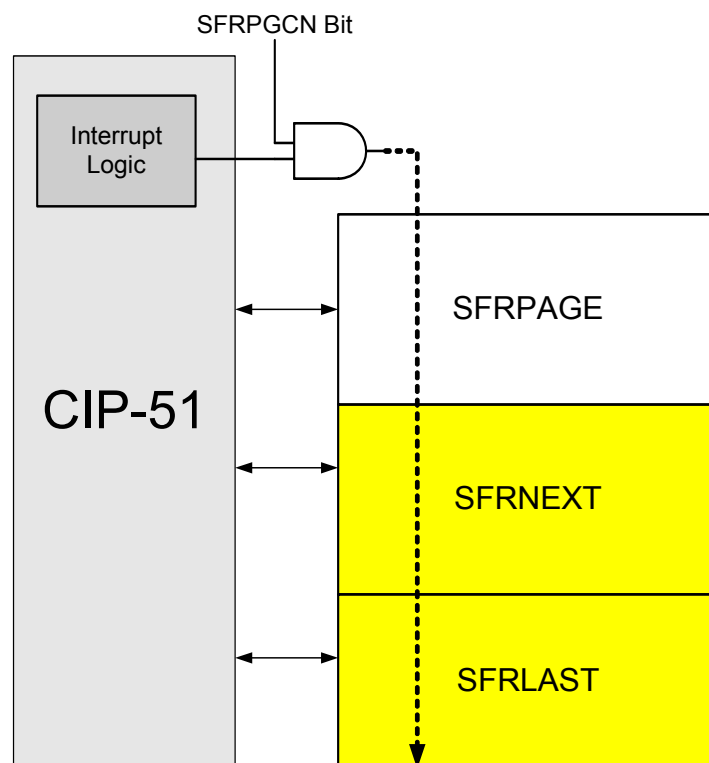 SFRPGCN Bit
Interrupt
Logic
SFRPAGE
CIP-51
SFRNEXT
SFRLAST